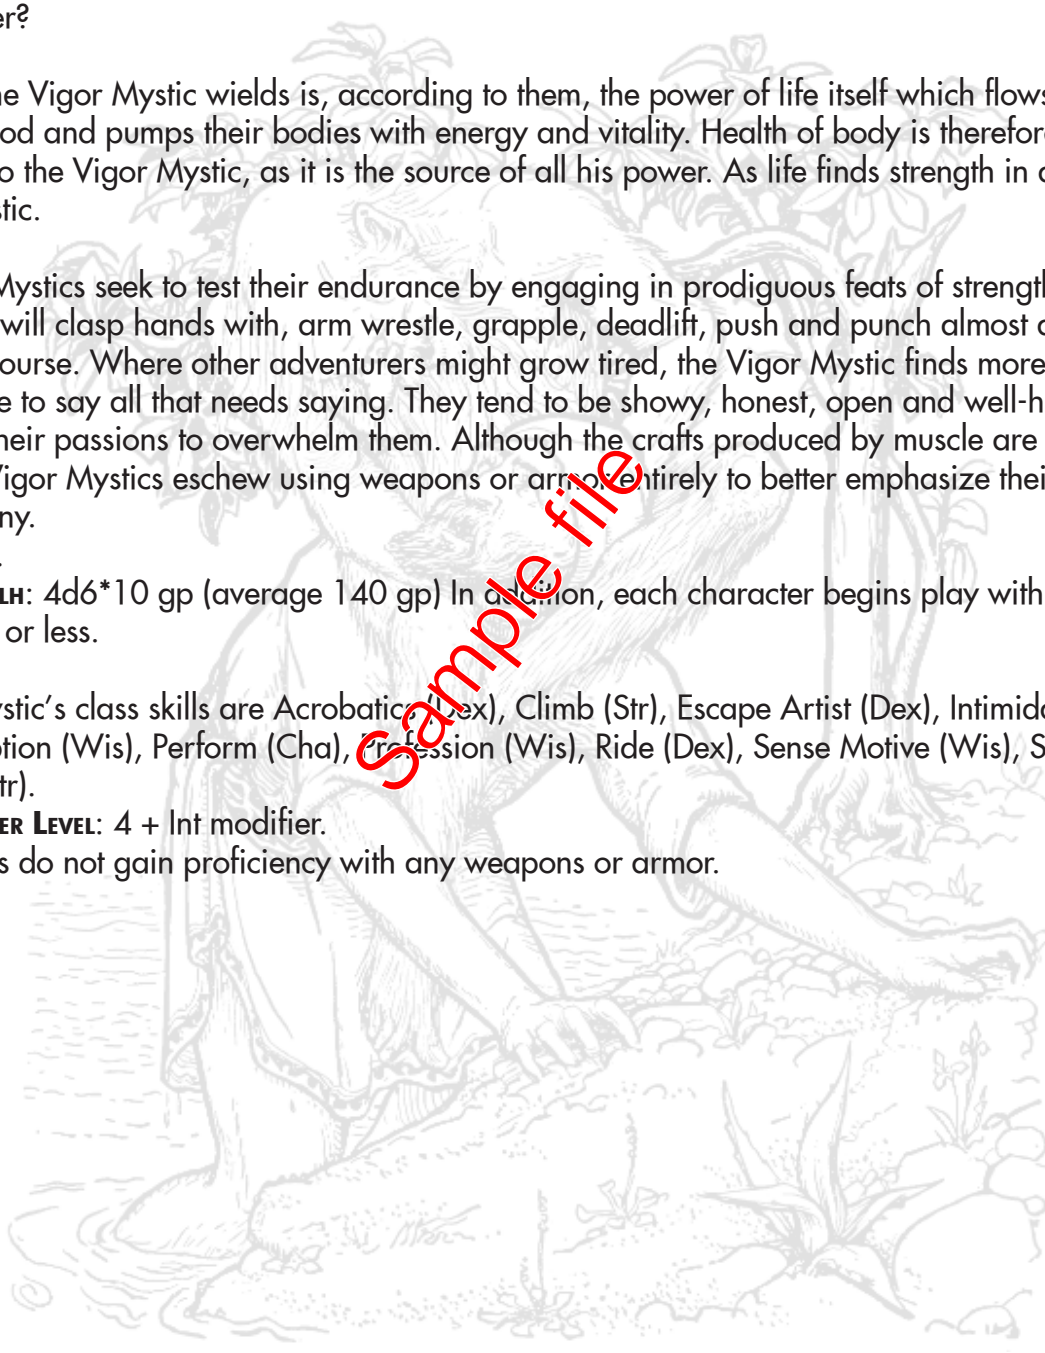 er?
ne Vigor Mystic wields is, according to them, the power of life itself which flows
ood and pumps their bodies with energy and vitality. Health of body is therefor
o the Vigor Mystic, as it is the source of all his power. As life finds strength in
stic.
Mystics seek to test their endurance by engaging in prodiguous feats of strengt
will clasp hands with, arm wrestle, grapple, deadlift, push and punch almost
ourse. Where other adventurers might grow tired, the Vigor Mystic finds more
e to say all that needs saying. They tend to be showy, honest, open and well-h
heir passions to overwhelm them. Although the crafts produced by muscle are
Vigor Mystics eschew using weapons or armor entirely to better emphasize thei
ny.
.
LH: 4d6*10 gp (average 140 gp) In addition, each character begins play with
or less.
ystic's class skills are Acrobatics (Dex), Climb (Str), Escape Artist (Dex), Intimid
otion (Wis), Perform (Cha), Profession (Wis), Ride (Dex), Sense Motive (Wis), S
tr).
ER LEVEL: 4 + Int modifier.
s do not gain proficiency with any weapons or armor.
Sample file